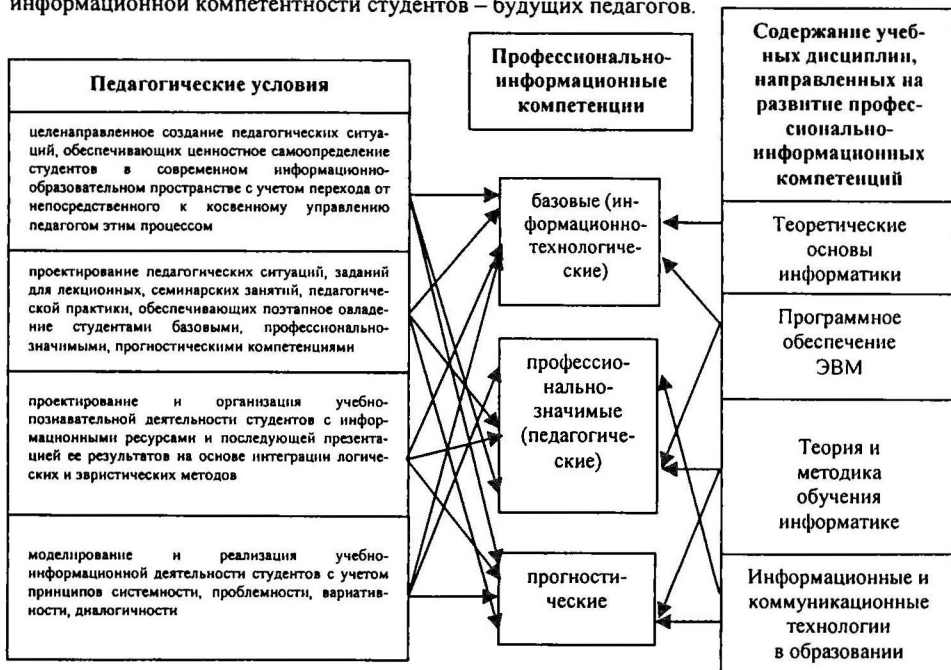 информационной компетентности студентов – будущих педагогов.
Педагогические условия
целенаправленное создание педагогических ситуа-
ций, обеспечивающих ценностное самоопределение
студентов в современном информационно-
образовательном пространстве с учетом перехода от
непосредственного к косвенному управлению
педагогом этим процессом
проектирование педагогических ситуаций, заданий
для лекционных, семинарских занятий, педагогиче-
ской практики, обеспечивающих поэтапное овладе-
ние студентами базовыми, профессионально-
значимыми, прогностическими компетенциями
проектирование и организация учебно-
познавательной деятельности студентов с инфор-
мационными ресурсами и последующей презента-
цией ее результатов на основе интеграции логиче-
ских и эвристических методов
моделирование и реализация учебно-
информационной деятельности студентов с учетом
принципов системности, проблемности, вариатив-
ности, диалогичности
Профессионально-
информационные
компетенции
базовые (ин-
формационно-
технологиче-
ские)
профессио-
нально-
значимые
(педагогиче-
ские)
прогности-
ческие
Содержание учеб-
ных дисциплин,
направленных на
развитие профес-
сионально-
информационных
компетенций
Теоретические
основы
информатики
Программное
обеспечение
ЭВМ
Теория и
методика
обучения
информатике
Информационные и
коммуникационные
технологии
в образовании